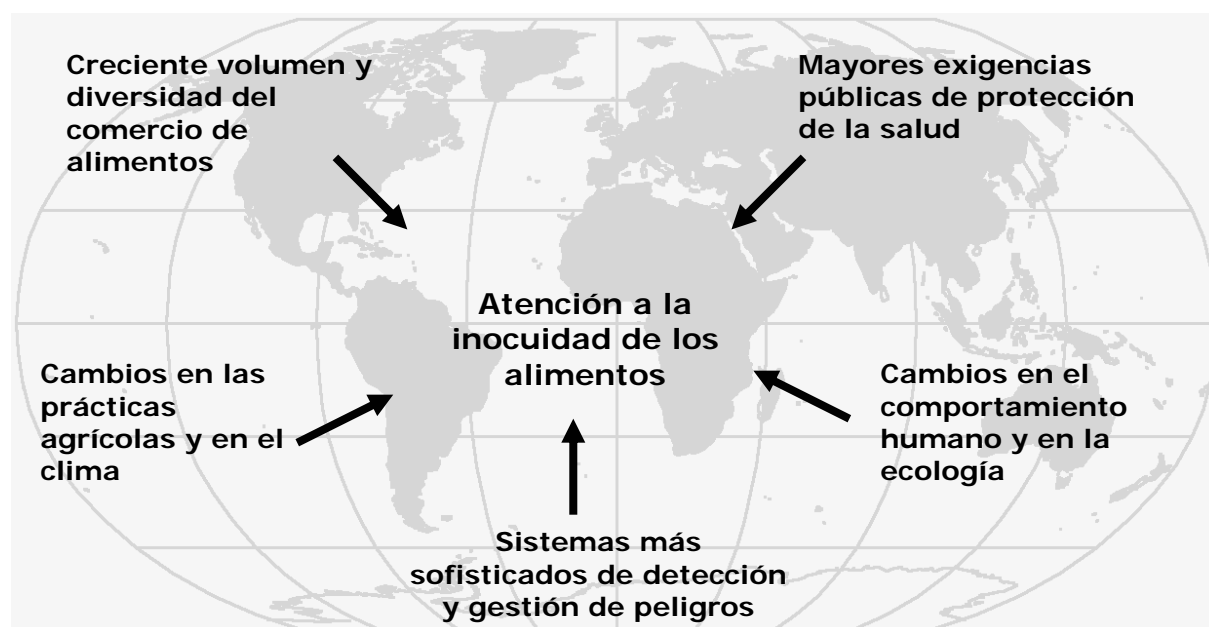 Creciente volumen y
diversidad del
comercio de
alimentos
Mayores exigencias
públicas de protección
de la salud
Atención a la
inocuidad de los
alimentos
Cambios en las
prácticas
agrícolas y en el
clima
Cambios en el
comportamiento
humano y en la
ecología
Sistemas más
sofisticados de detección
y gestión de peligros